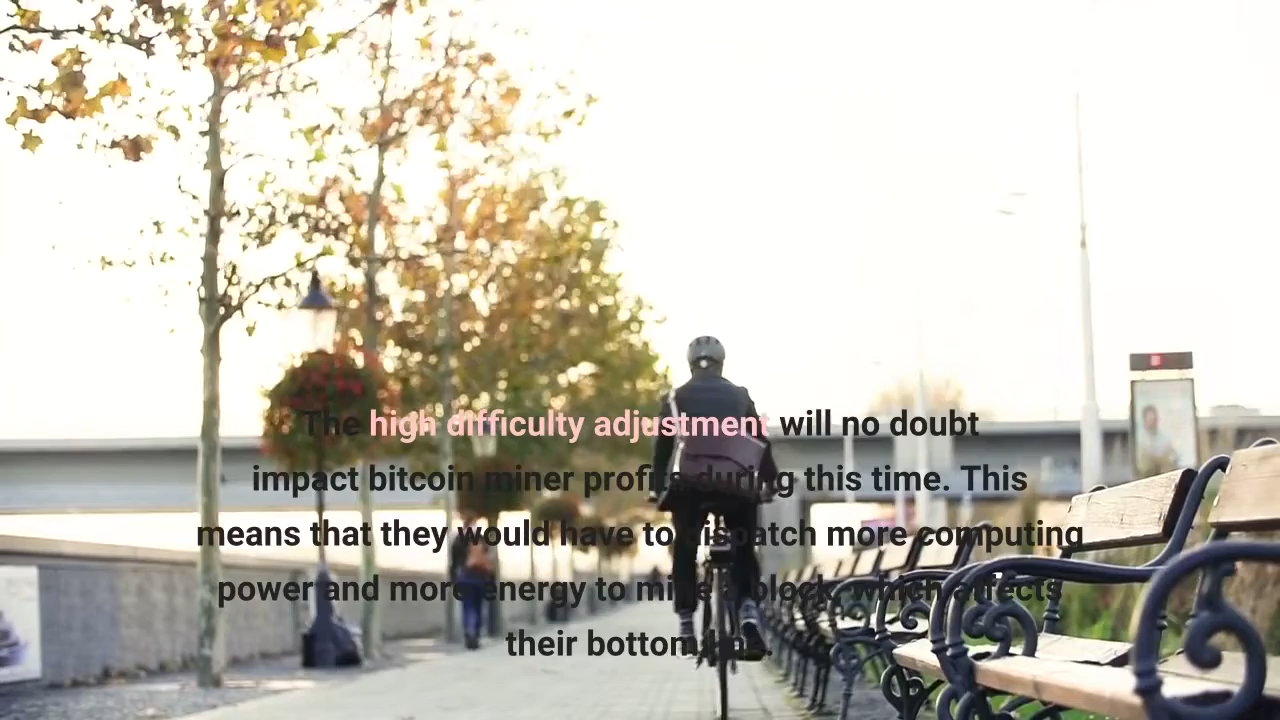 The high difficulty adjustment will no doubt
impact bitcoin miner profits during this time. This
means that they would have to dispatch more computing
power and more energy to mine a block, which affects
their bottom line.